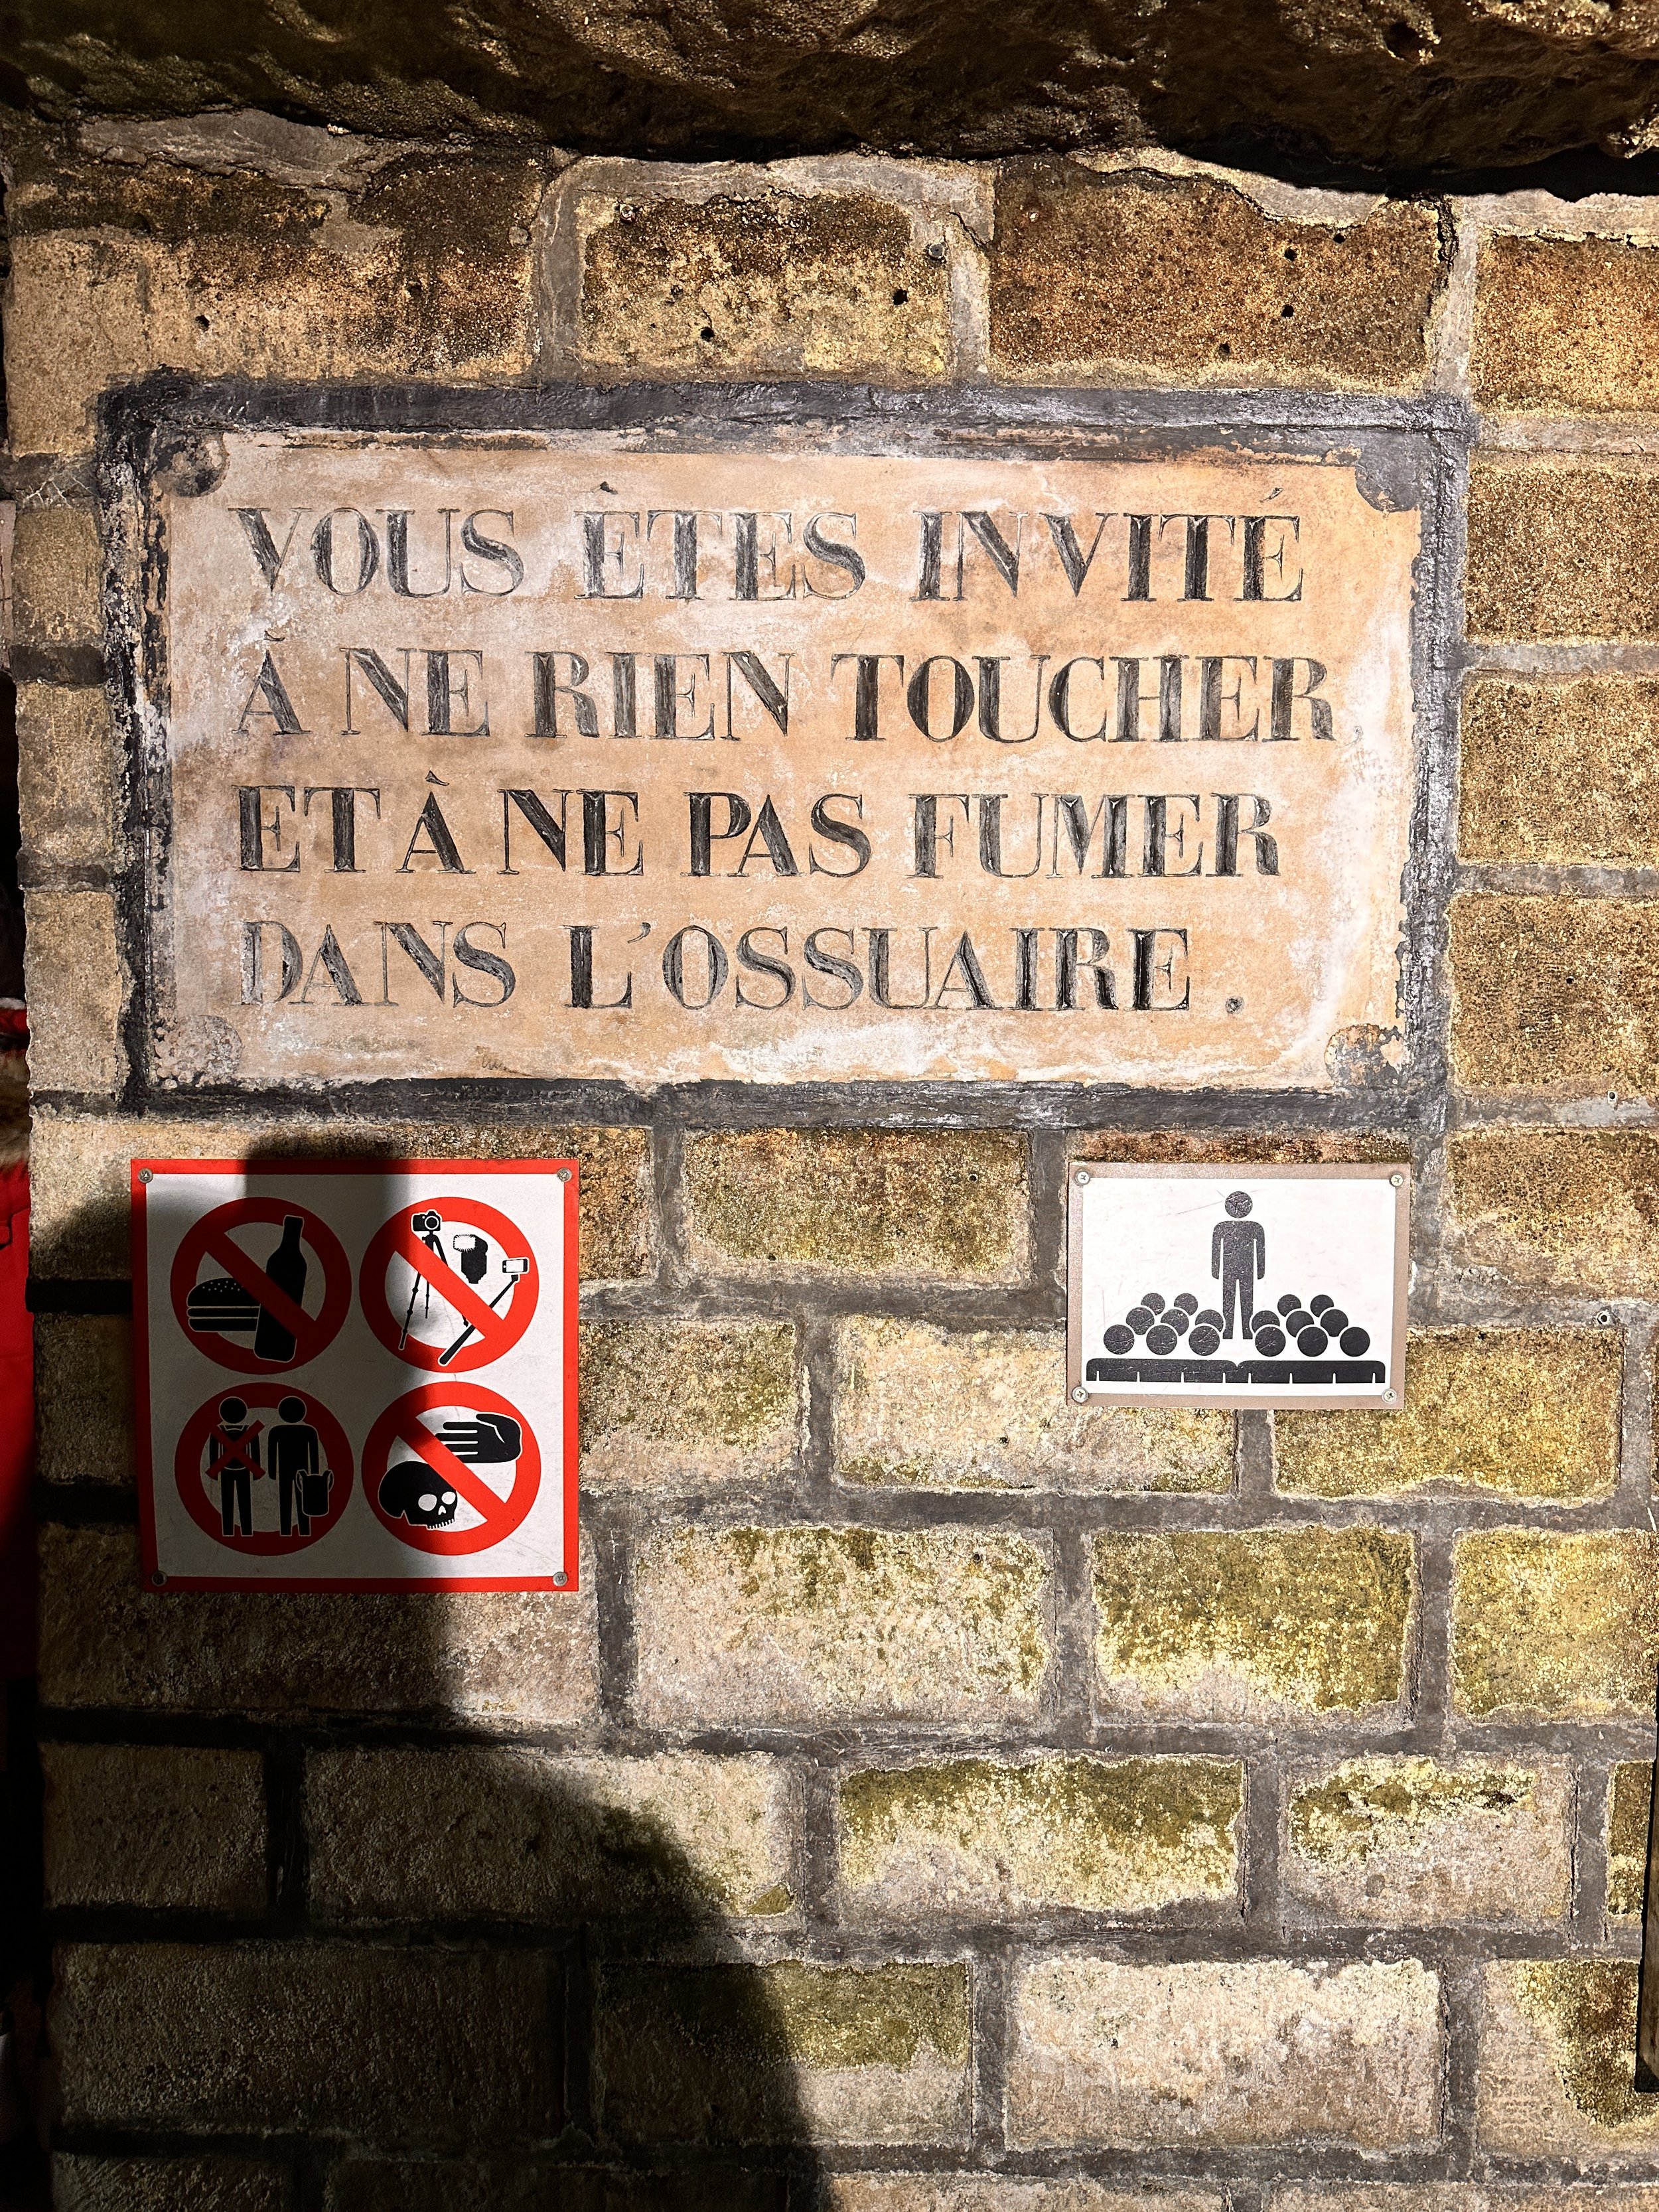 VOUS ÊTES INVITÉ
À NE RIEN TOUCHER,
ET À NE PAS FUMER
DANS L'OSSUAIRE.